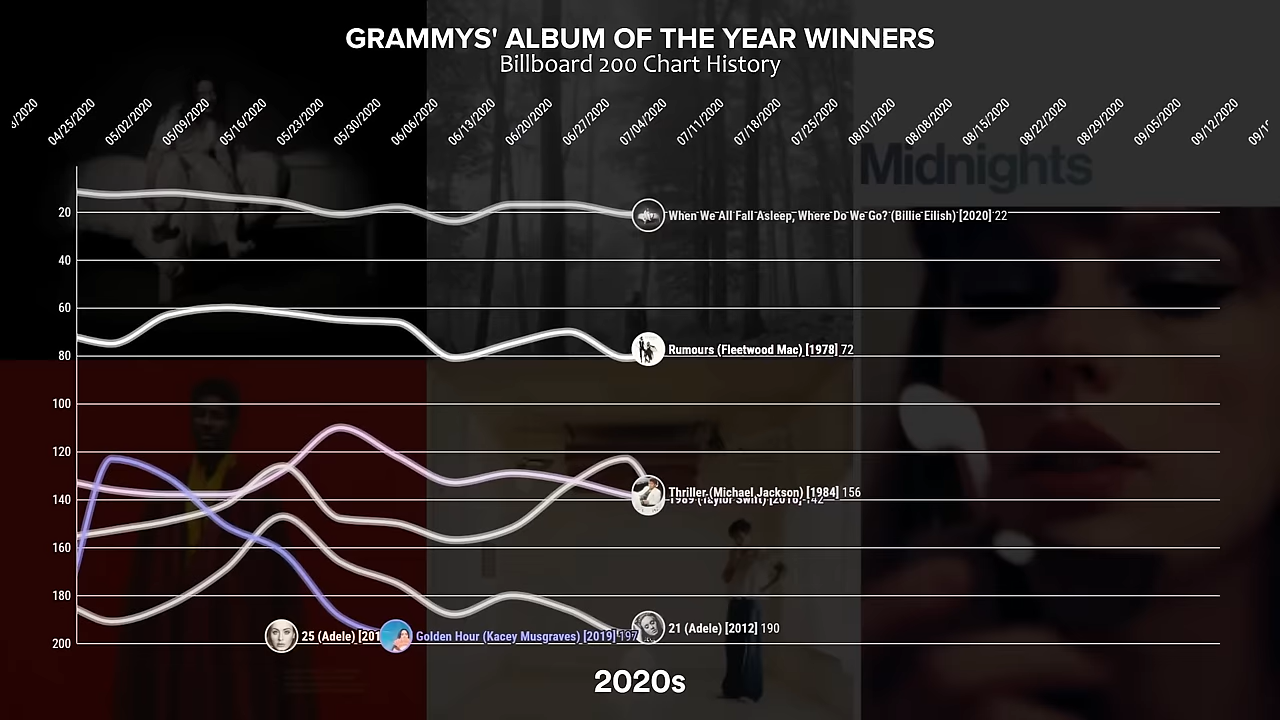 GRAMMYS' ALBUM OF THE YEAR WINNERS
Billboard 200 Chart History
04/25/2020
05/02/2020
05/09/2020
05/16/2020
05/23/2020
05/30/2020
06/06/2020
06/13/2020
06/20/2020
06/27/2020
07/04/2020
07/11/2020
07/18/2020
07/25/2020
08/01/2020
08/08/2020
08/15/2020
08/22/2020
08/29/2020
09/05/2020
09/12/2020
Midnights
20
When We All Fall Asleep, Where Do We Go? (Billie Eilish) [2020] 22
40
60
Rumours (Fleetwood Mac) [1978] 72
80
100
120
Thriller (Michael Jackson) [1984] 156
140
1989 (Taylor Swift) [2016] 142
160
180
21 (Adele) [2012] 190
25 (Adele) [201
Golden Hour (Kacey Musgraves) [2019] 197
200
2020s